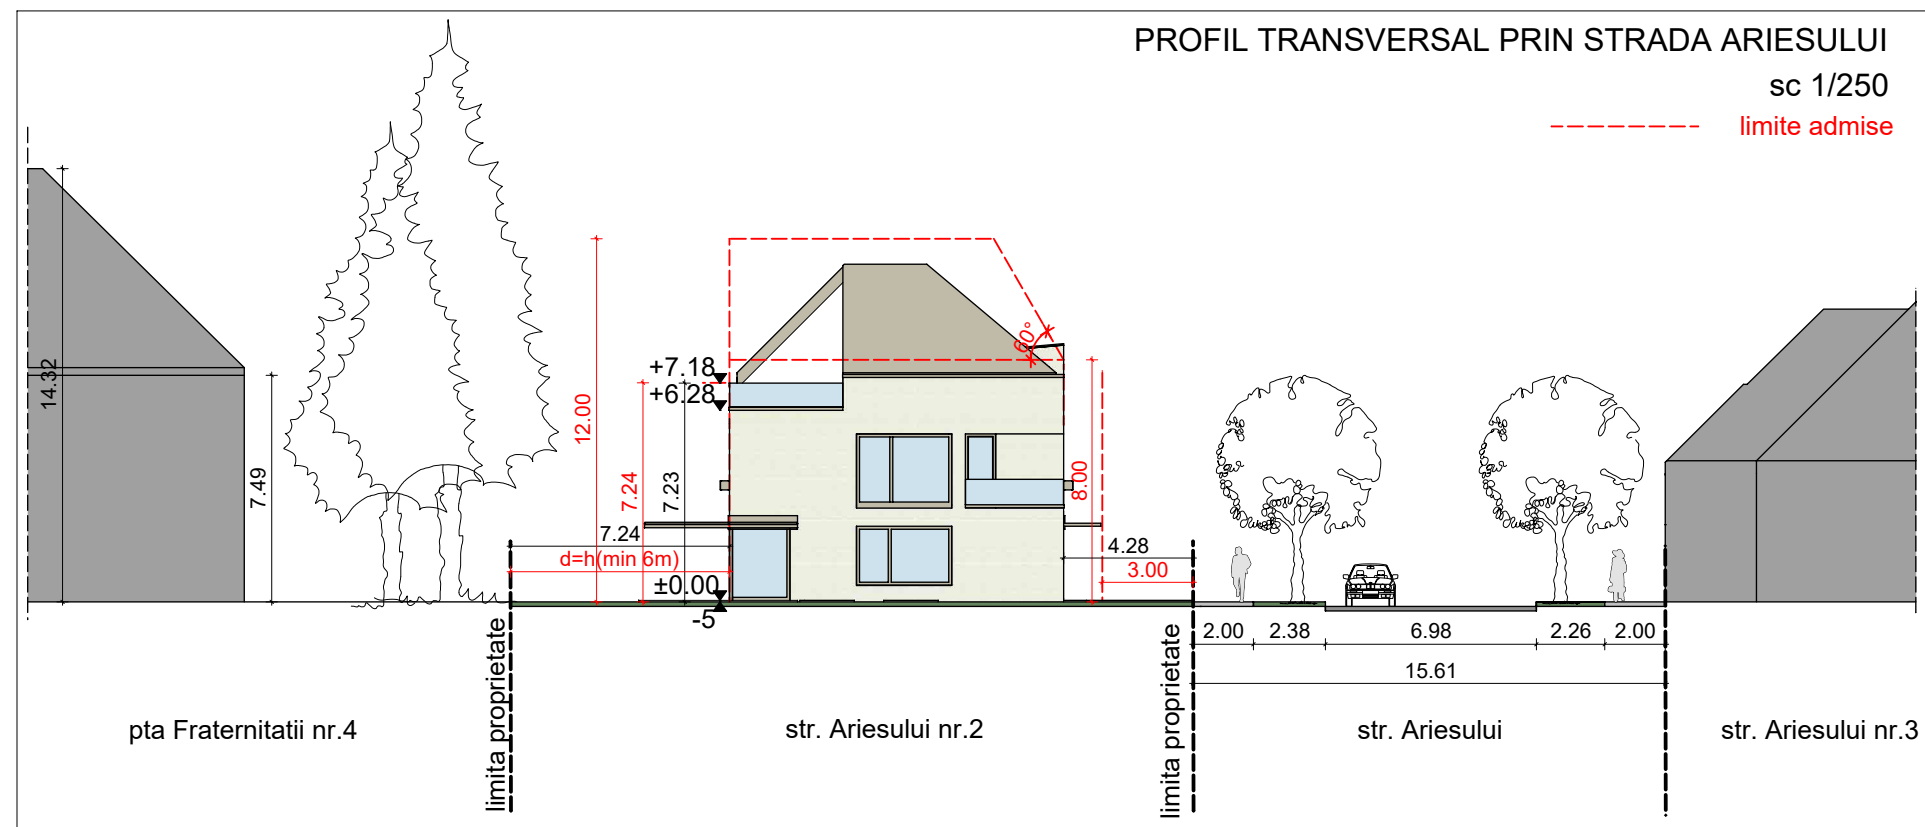 PROFIL TRANSVERSAL PRIN STRADA ARIESULUI
sc 1/250
limite admise
14.32
7.49
12.00
7.24
7.23
+7.18
+6.28
60°
8.00
7.24
d=h(min 6m)
±0.00
-5
4.28
3.00
2.00
2.38
6.98
2.26
2.00
15.61
limita proprietate
limita proprietate
pta Fraternitatii nr.4
str. Ariesului nr.2
str. Ariesului
str. Ariesului nr.3